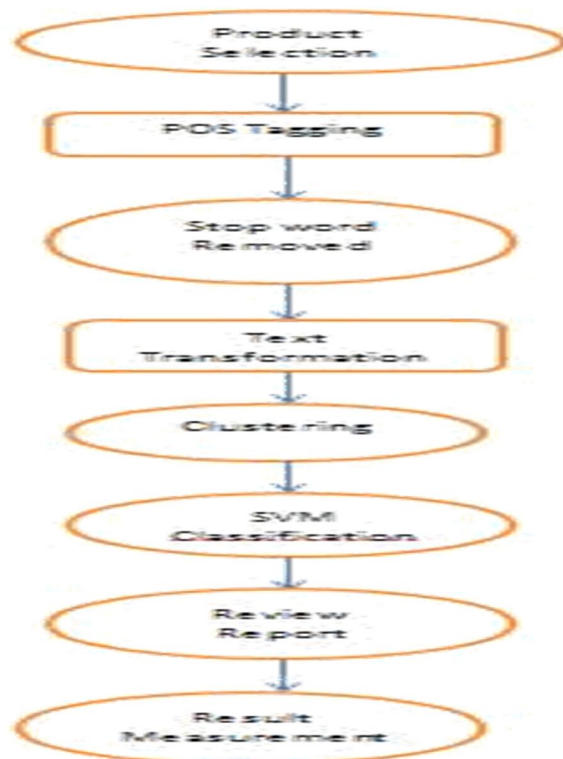 Product
Selection
POS Tagging
Stop word
Removed
Text
Transformation
Clustering
SVM
Classification
Review
Report
Result
Measurement